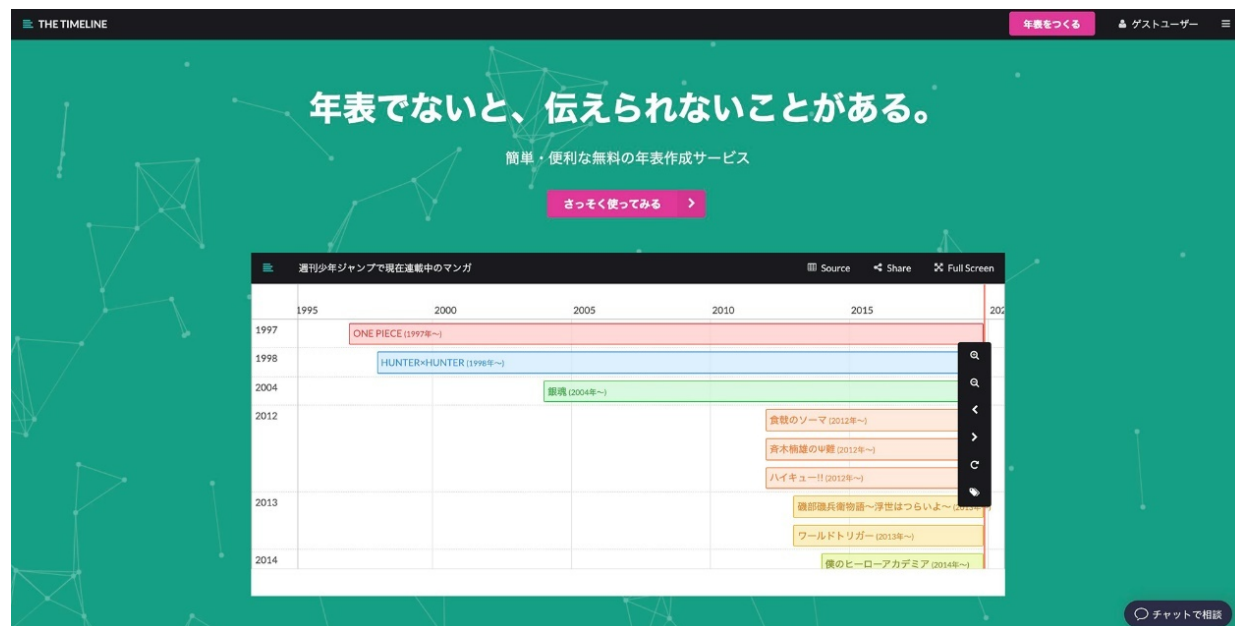 THE TIMELINE
年表をつくる
ゲストユーザー
年表でないと、伝えられないことがある。
簡単・便利な無料の年表作成サービス
さっそく使ってみる
週刊少年ジャンプで現在連載中のマンガ
Source
Share
Full Screen
1995 2000 2005 2010 2015 202
1997
ONE PIECE (1997年〜)
1998
HUNTER×HUNTER (1998年〜)
2004
銀魂 (2004年〜)
2012
食戟のソーマ (2012年〜)
斉木楠雄のΨ難 (2012年〜)
ハイキュー!! (2012年〜)
2013
磯部磯兵衛物語〜浮世はつらいよ〜
ワールドトリガー (2013年〜)
2014
僕のヒーローアカデミア (2014年〜)
チャットで相談